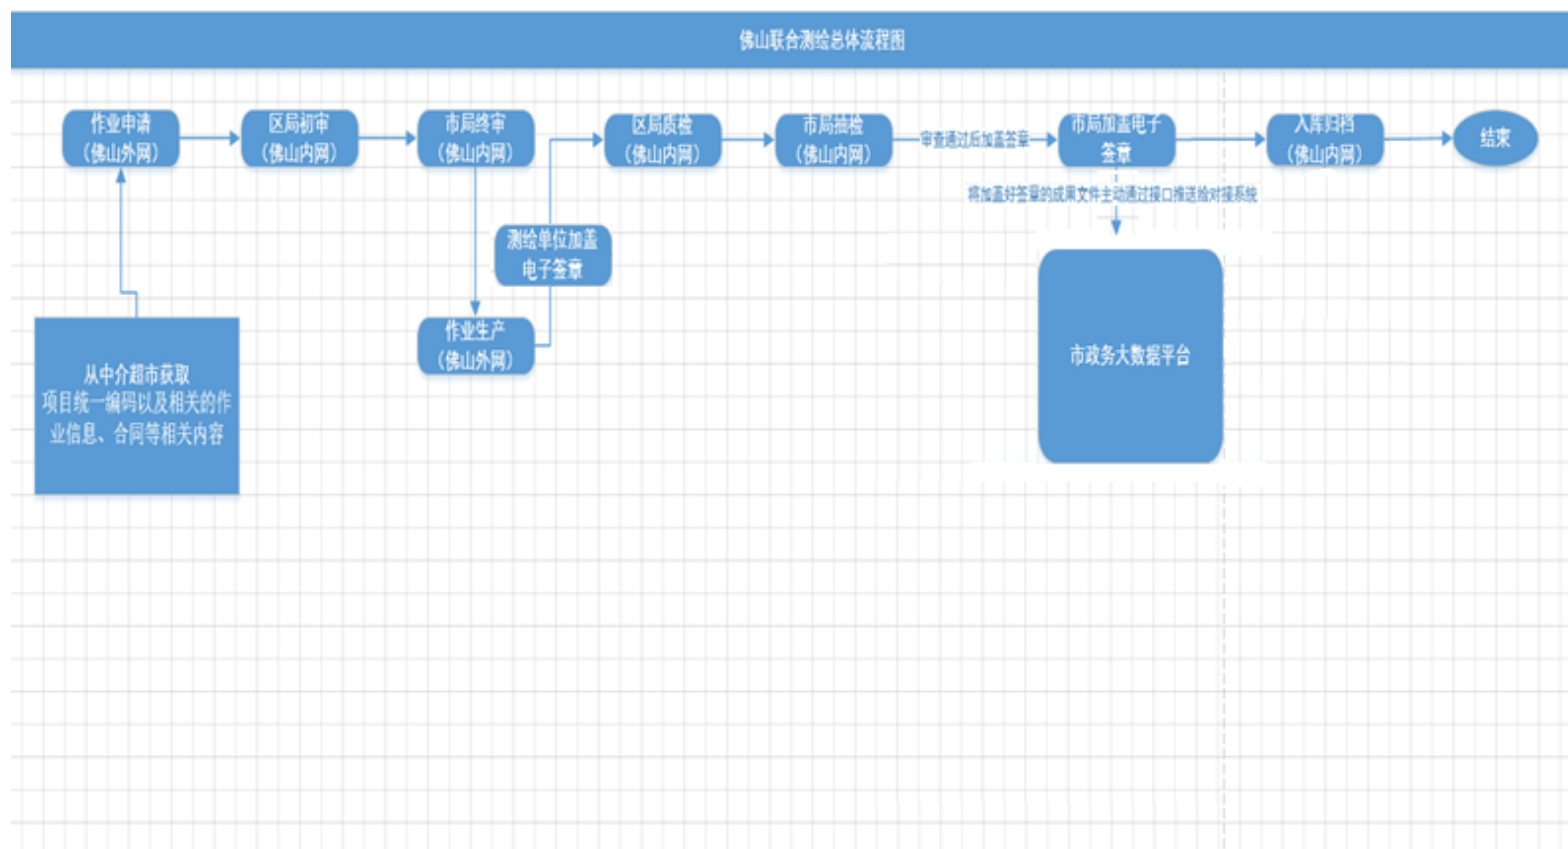 佛山联合测绘总体流程图
作业申请
（佛山外网）
区局初审
（佛山内网）
市局终审
（佛山内网）
区局质检
（佛山内网）
市局抽检
（佛山内网）
审查通过后加盖签章
市局加盖电子
签章
入库归档
（佛山内网）
结束
将加盖好签章的成果文件主动通过接口推送给对接系统
测绘单位加盖
电子签章
作业生产
（佛山外网）
从中介超市获取
项目统一编码以及相关的作
业信息、合同等相关内容
市政务大数据平台